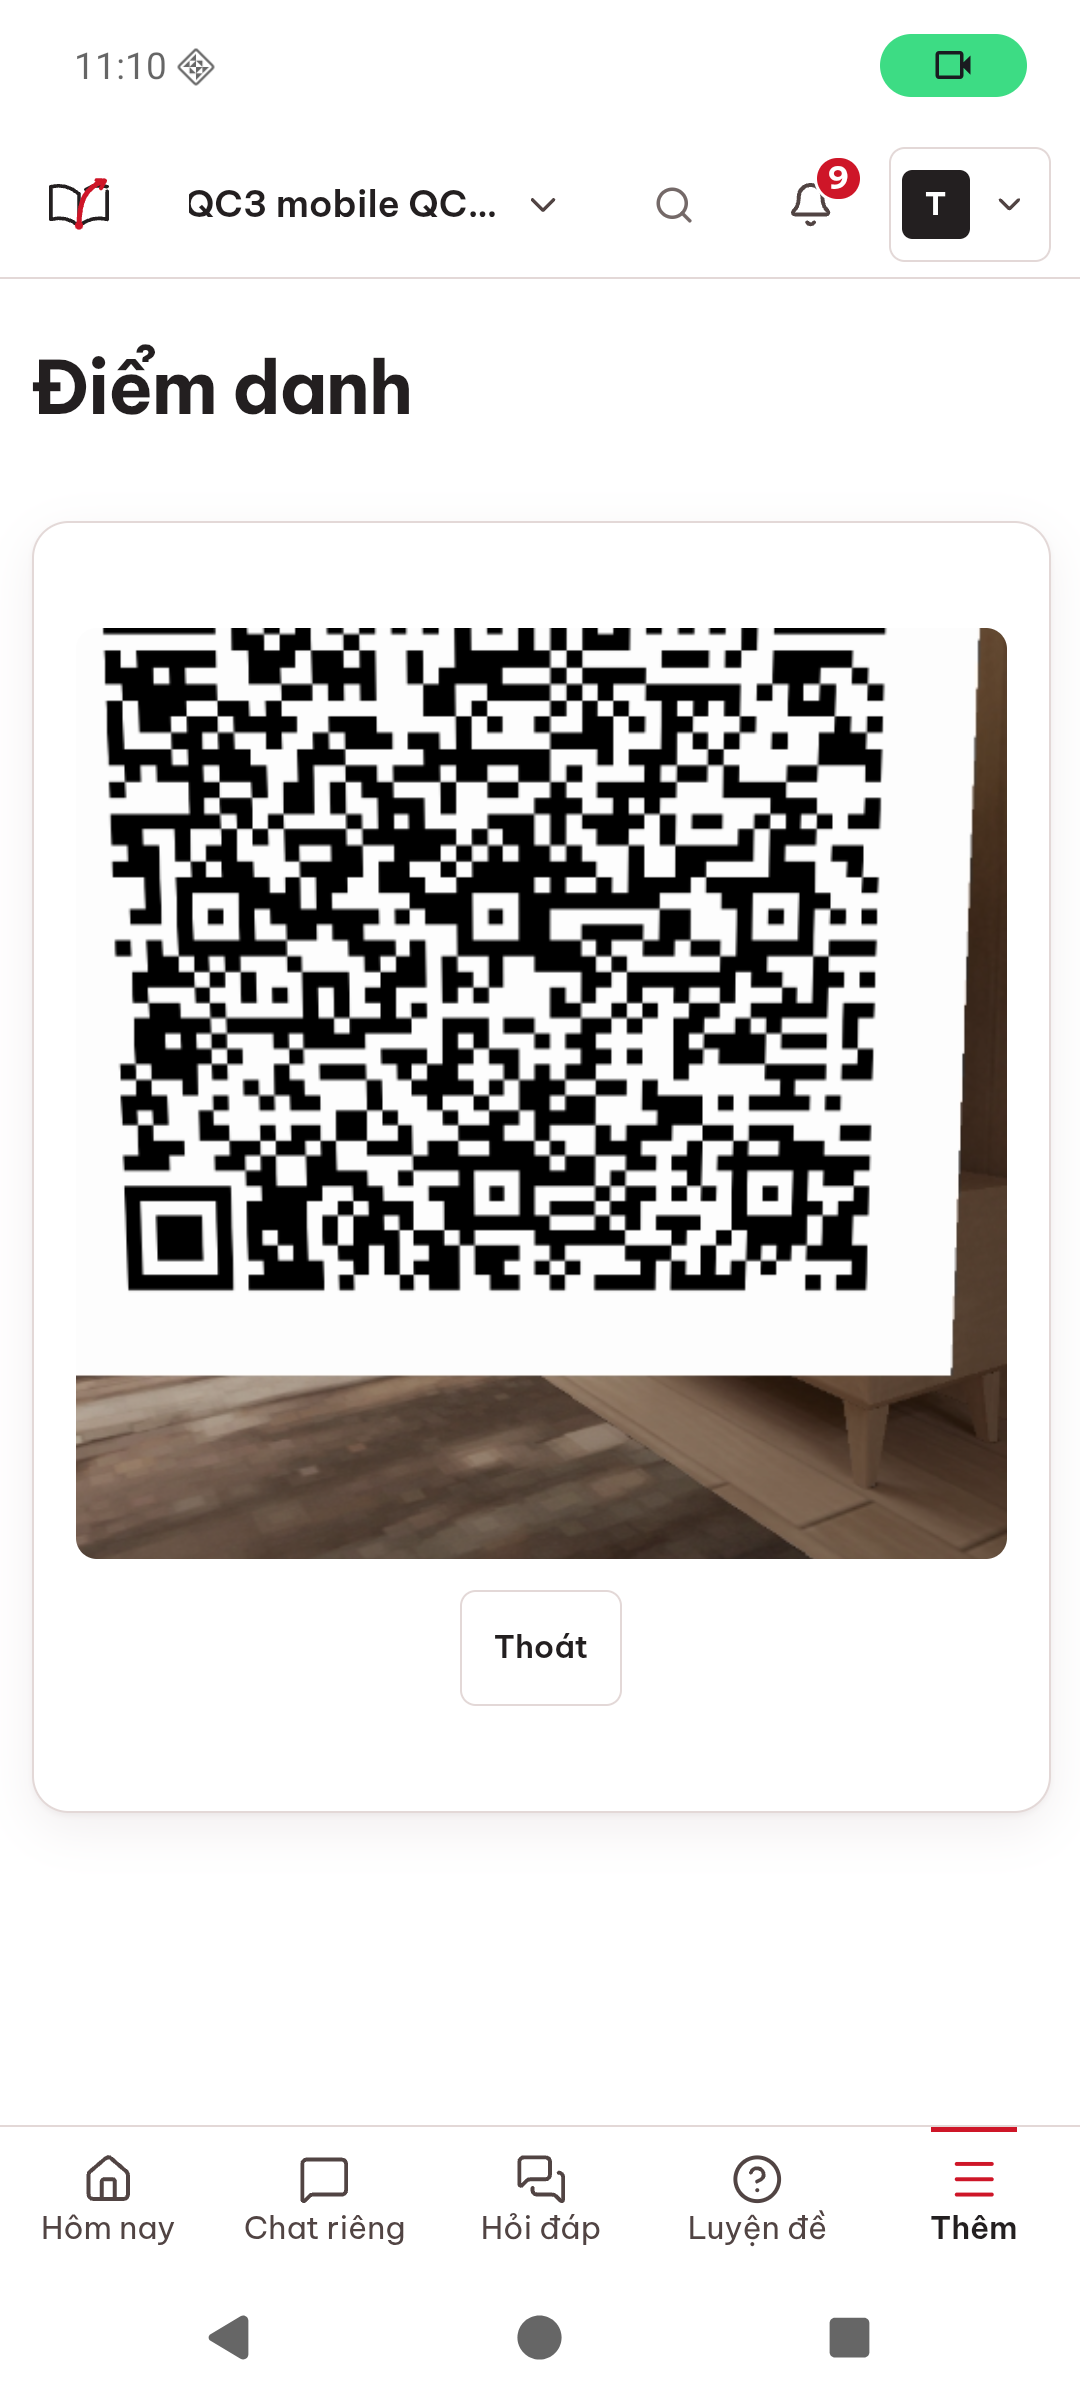 11:10
QC3 mobile QC...
9
T
Điểm danh
Thoát
Hôm nay
Chat riêng
Hỏi đáp
Luyện đề
Thêm